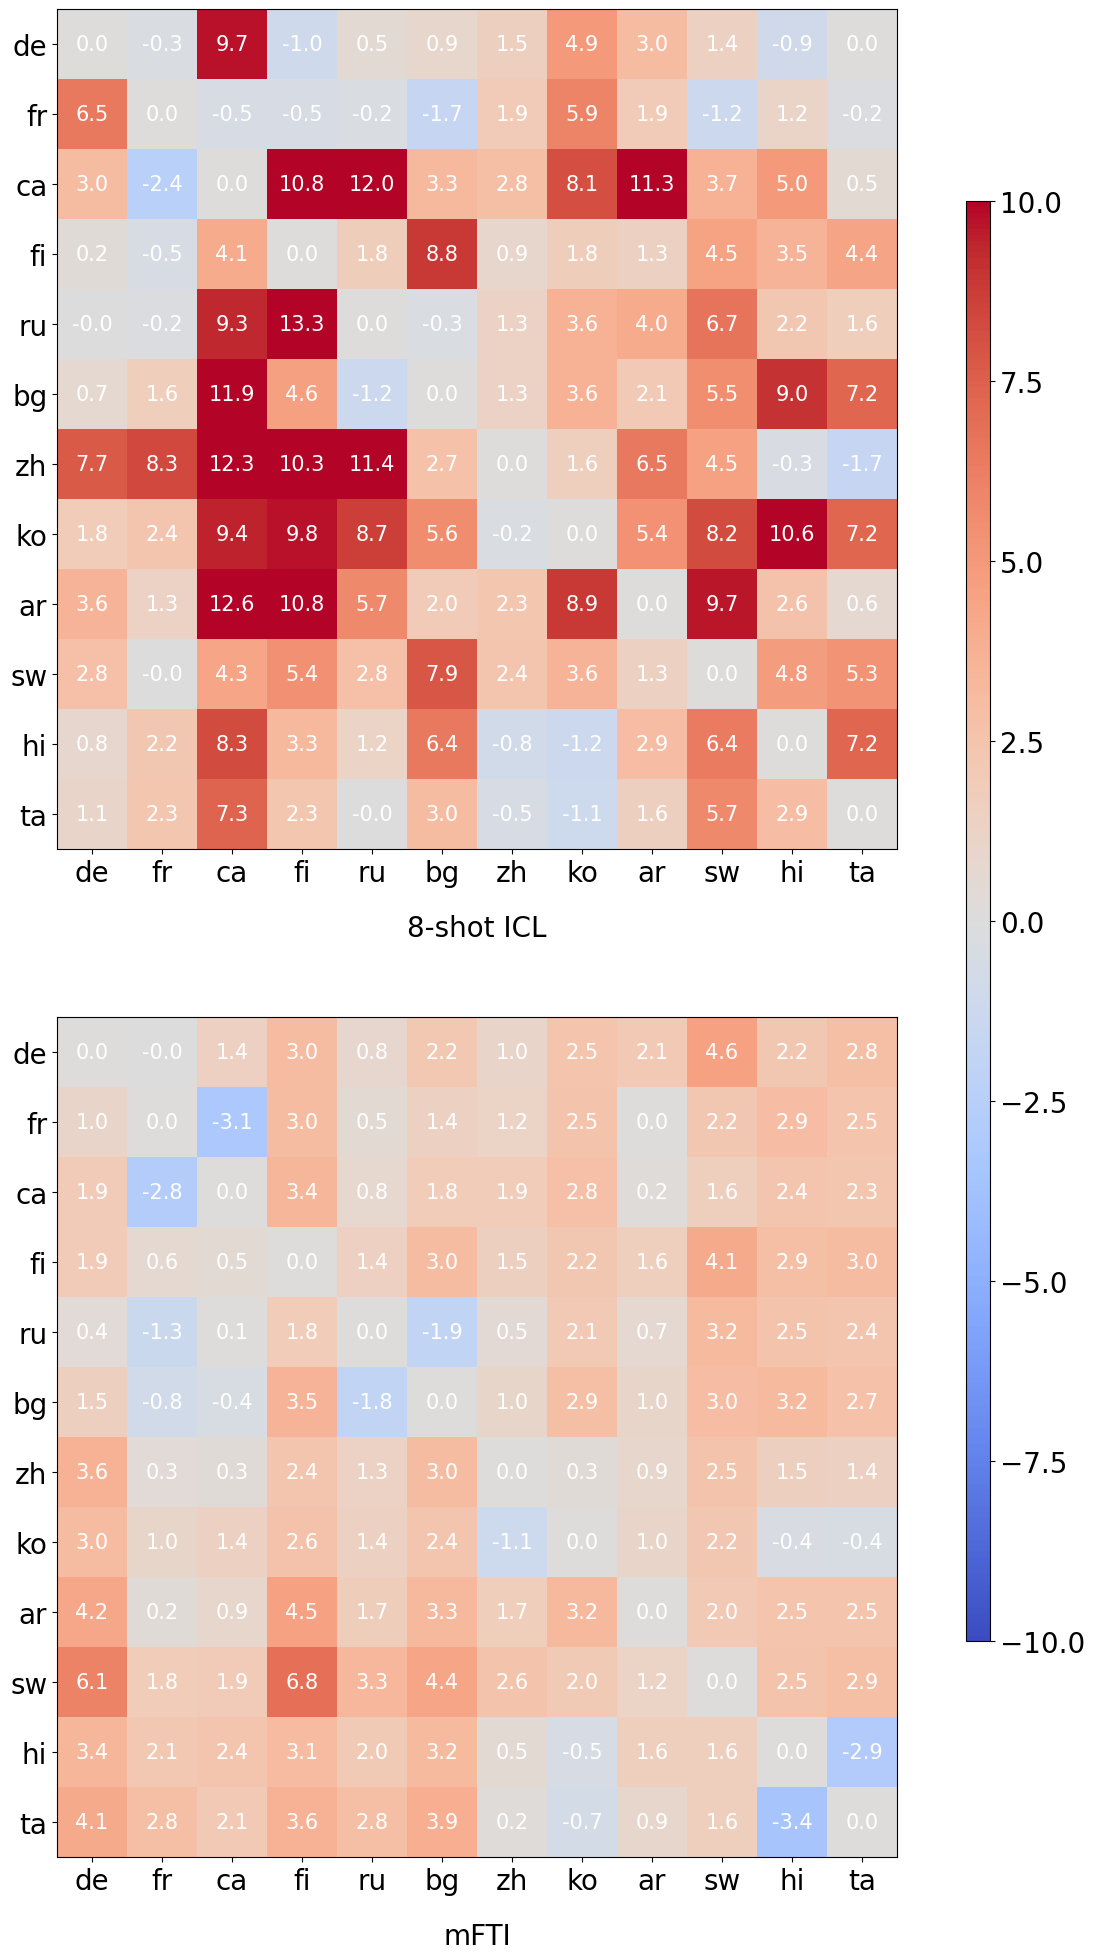 de 0.0 -0.3 9.7 -1.0 0.5 0.9 1.5 4.9 3.0 1.4 -0.9 0.0
fr 6.5 0.0 -0.5 -0.5 -0.2 -1.7 1.9 5.9 1.9 -1.2 1.2 -0.2
ca 3.0 -2.4 0.0 10.8 12.0 3.3 2.8 8.1 11.3 3.7 5.0 0.5
fi 0.2 -0.5 4.1 0.0 1.8 8.8 0.9 1.8 1.3 4.5 3.5 4.4
ru -0.0 -0.2 9.3 13.3 0.0 -0.3 1.3 3.6 4.0 6.7 2.2 1.6
bg 0.7 1.6 11.9 4.6 -1.2 0.0 1.3 3.6 2.1 5.5 9.0 7.2
zh 7.7 8.3 12.3 10.3 11.4 2.7 0.0 1.6 6.5 4.5 -0.3 -1.7
ko 1.8 2.4 9.4 9.8 8.7 5.6 -0.2 0.0 5.4 8.2 10.6 7.2
ar 3.6 1.3 12.6 10.8 5.7 2.0 2.3 8.9 0.0 9.7 2.6 0.6
sw 2.8 -0.0 4.3 5.4 2.8 7.9 2.4 3.6 1.3 0.0 4.8 5.3
hi 0.8 2.2 8.3 3.3 1.2 6.4 -0.8 -1.2 2.9 6.4 0.0 7.2
ta 1.1 2.3 7.3 2.3 -0.0 3.0 -0.5 -1.1 1.6 5.7 2.9 0.0
de fr ca fi ru bg zh ko ar sw hi ta
8-shot ICL
de 0.0 -0.0 1.4 3.0 0.8 2.2 1.0 2.5 2.1 4.6 2.2 2.8
fr 1.0 0.0 -3.1 3.0 0.5 1.4 1.2 2.5 0.0 2.2 2.9 2.5
ca 1.9 -2.8 0.0 3.4 0.8 1.8 1.9 2.8 0.2 1.6 2.4 2.3
fi 1.9 0.6 0.5 0.0 1.4 3.0 1.5 2.2 1.6 4.1 2.9 3.0
ru 0.4 -1.3 0.1 1.8 0.0 -1.9 0.5 2.1 0.7 3.2 2.5 2.4
bg 1.5 -0.8 -0.4 3.5 -1.8 0.0 1.0 2.9 1.0 3.0 3.2 2.7
zh 3.6 0.3 0.3 2.4 1.3 3.0 0.0 0.3 0.9 2.5 1.5 1.4
ko 3.0 1.0 1.4 2.6 1.4 2.4 -1.1 0.0 1.0 2.2 -0.4 -0.4
ar 4.2 0.2 0.9 4.5 1.7 3.3 1.7 3.2 0.0 2.0 2.5 2.5
sw 6.1 1.8 1.9 6.8 3.3 4.4 2.6 2.0 1.2 0.0 2.5 2.9
hi 3.4 2.1 2.4 3.1 2.0 3.2 0.5 -0.5 1.6 1.6 0.0 -2.9
ta 4.1 2.8 2.1 3.6 2.8 3.9 0.2 -0.7 0.9 1.6 -3.4 0.0
de fr ca fi ru bg zh ko ar sw hi ta
mFTI
10.0
7.5
5.0
2.5
0.0
−2.5
−5.0
−7.5
−10.0